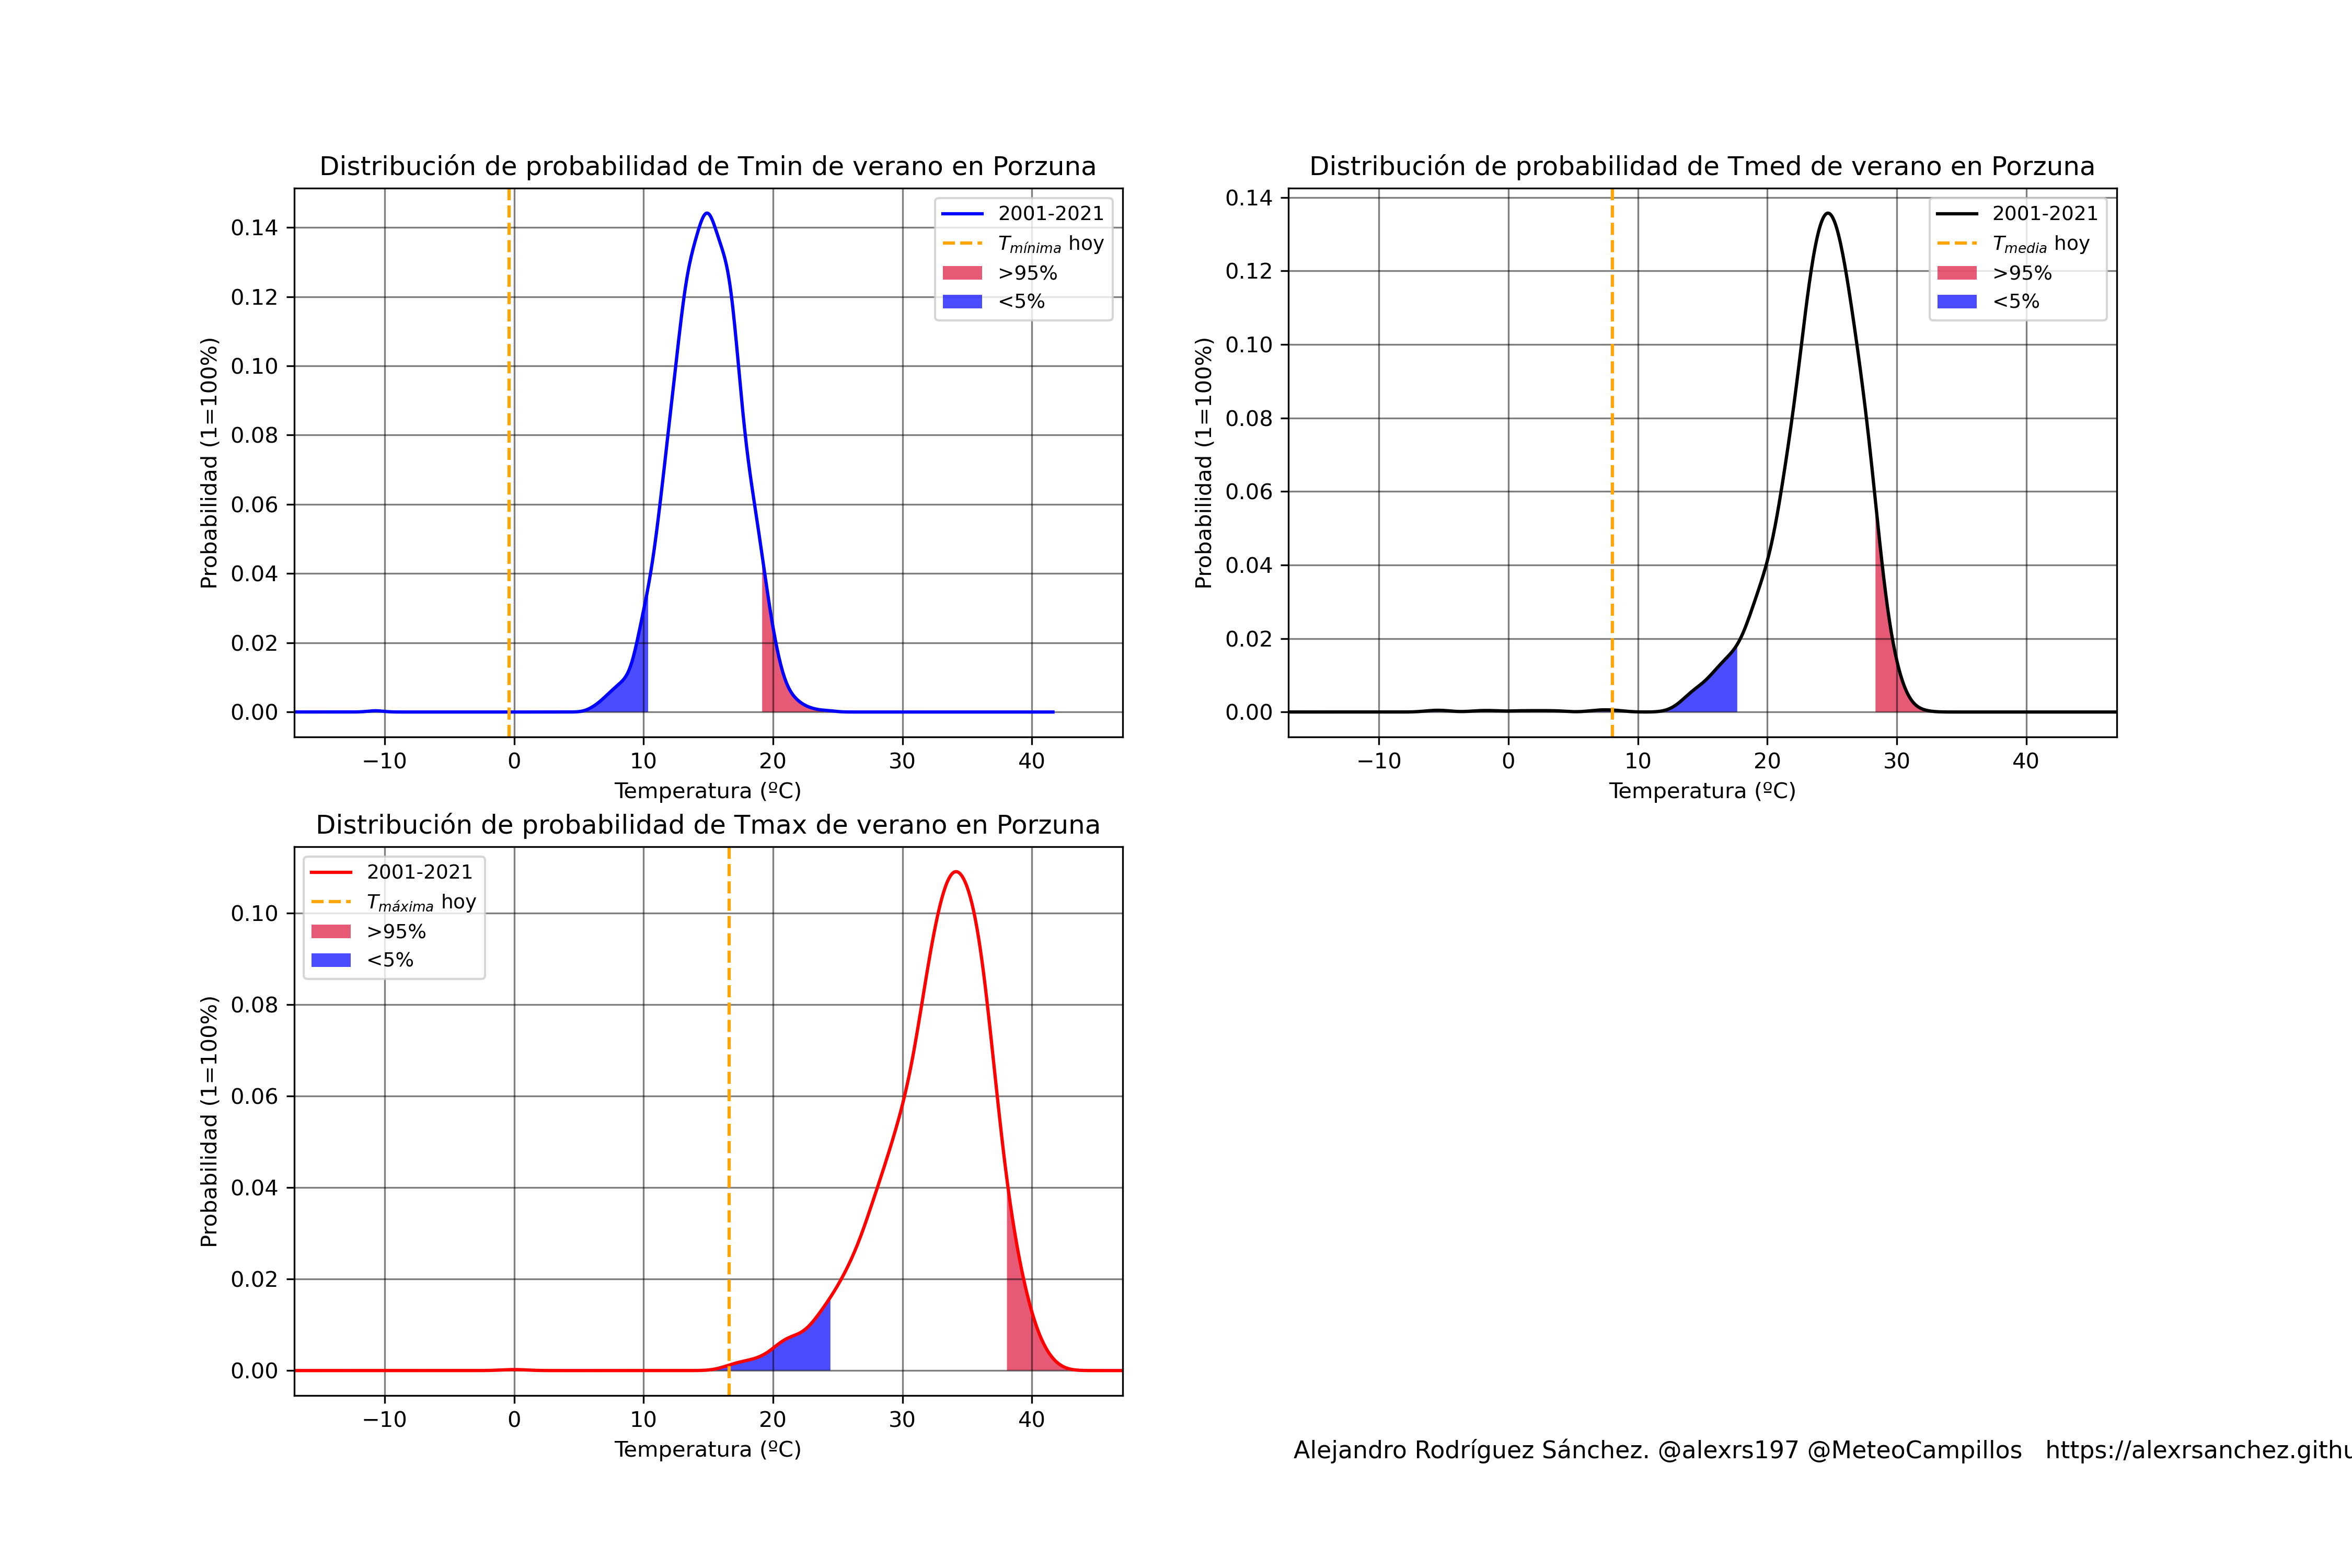 Distribución de probabilidad de Tmin de verano en Porzuna
Probabilidad (1=100%)
0.14
0.12
0.10
0.08
0.06
0.04
0.02
0.00
2001-2021
Tmínima hoy
>95%
<5%
−10 0 10 20 30 40
Temperatura (ºC)
Distribución de probabilidad de Tmed de verano en Porzuna
Probabilidad (1=100%)
0.14
0.12
0.10
0.08
0.06
0.04
0.02
0.00
2001-2021
Tmedia hoy
>95%
<5%
−10 0 10 20 30 40
Temperatura (ºC)
Distribución de probabilidad de Tmax de verano en Porzuna
Probabilidad (1=100%)
0.10
0.08
0.06
0.04
0.02
0.00
2001-2021
Tmáxima hoy
>95%
<5%
−10 0 10 20 30 40
Temperatura (ºC)
Alejandro Rodríguez Sánchez. @alexrs197 @MeteoCampillos https://alexrsanchez.githu